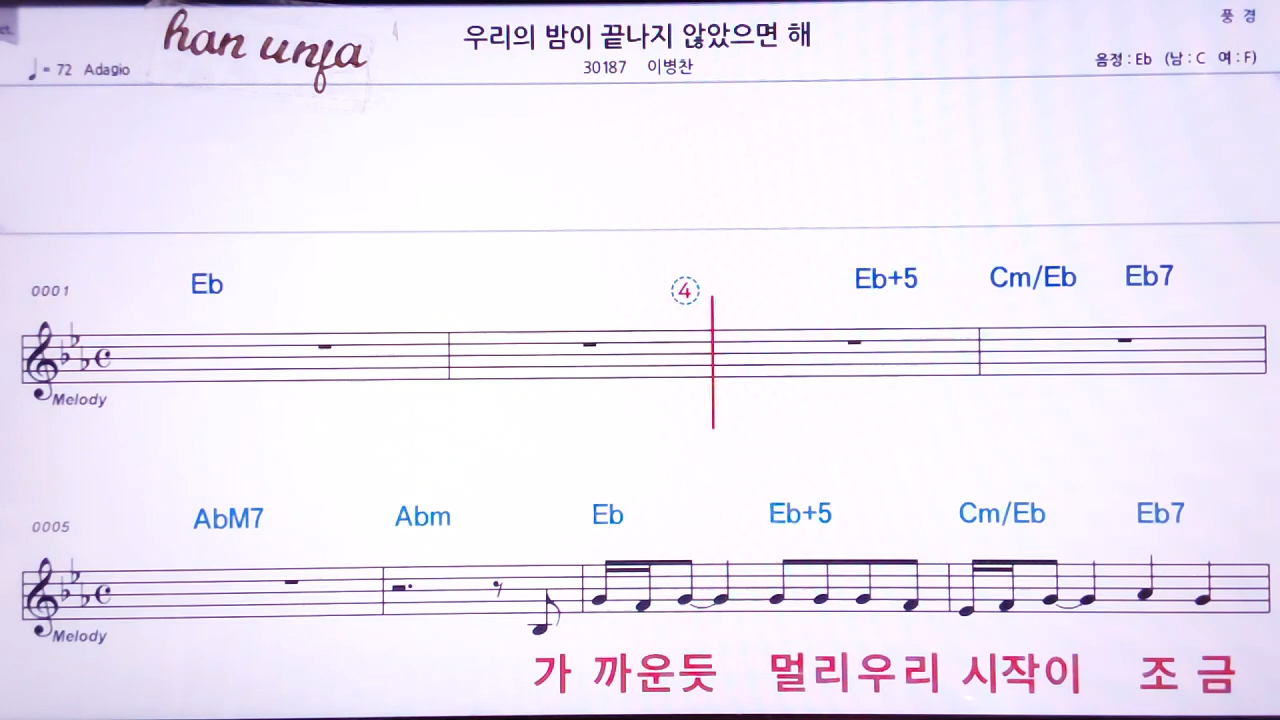 han unfa
우리의 밤이 끝나지 않았으면 해
풍 경
♩= 72 Adagio
30187 이병찬
음정 : Eb (남 : C 여 : F)
0001 Eb ④ Eb+5 Cm/Eb Eb7
Melody
0005 AbM7 Abm Eb Eb+5 Cm/Eb Eb7
Melody
가 까운듯 멀리우리 시작이 조 금